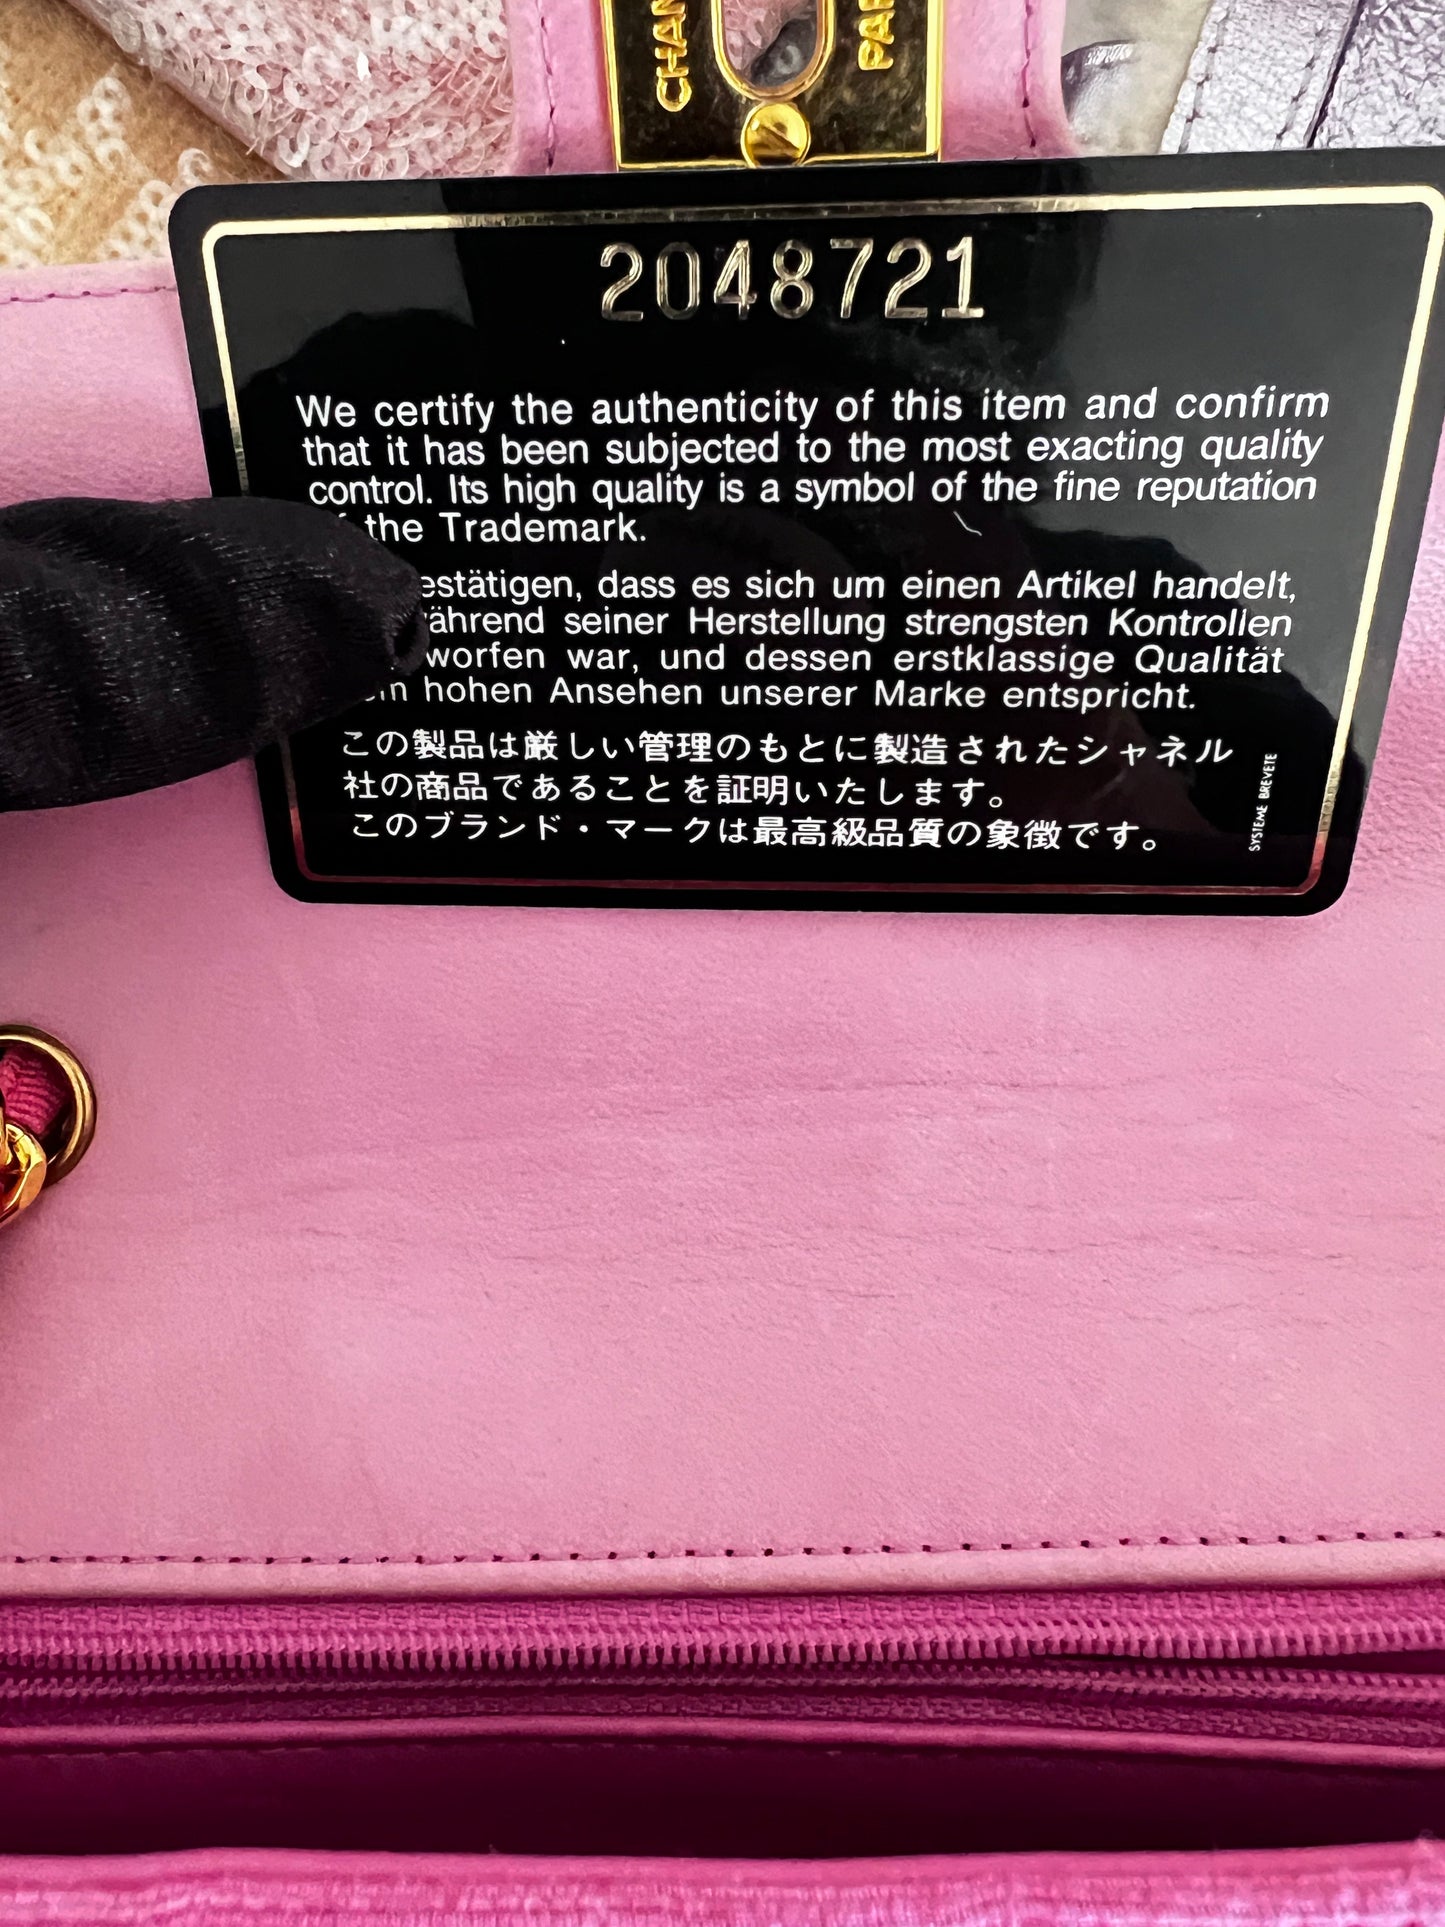 2048721
We certify the authenticity of this item and confirm
that it has been subjected to the most exacting quality
control. Its high quality is a symbol of the fine reputation
the Trademark.
dass es sich um einen Artikel handelt,
seiner Herstellung strengsten Kontrollen
war, und dessen erstklassige Qualität
hohen Ansehen unserer Marke entspricht.
この製品は厳しい管理のもとに製造されたシャネル
社の商品であることを証明いたします。
このブランド・マークは最高級品質の象徴です。
SYSTEME BREVETE